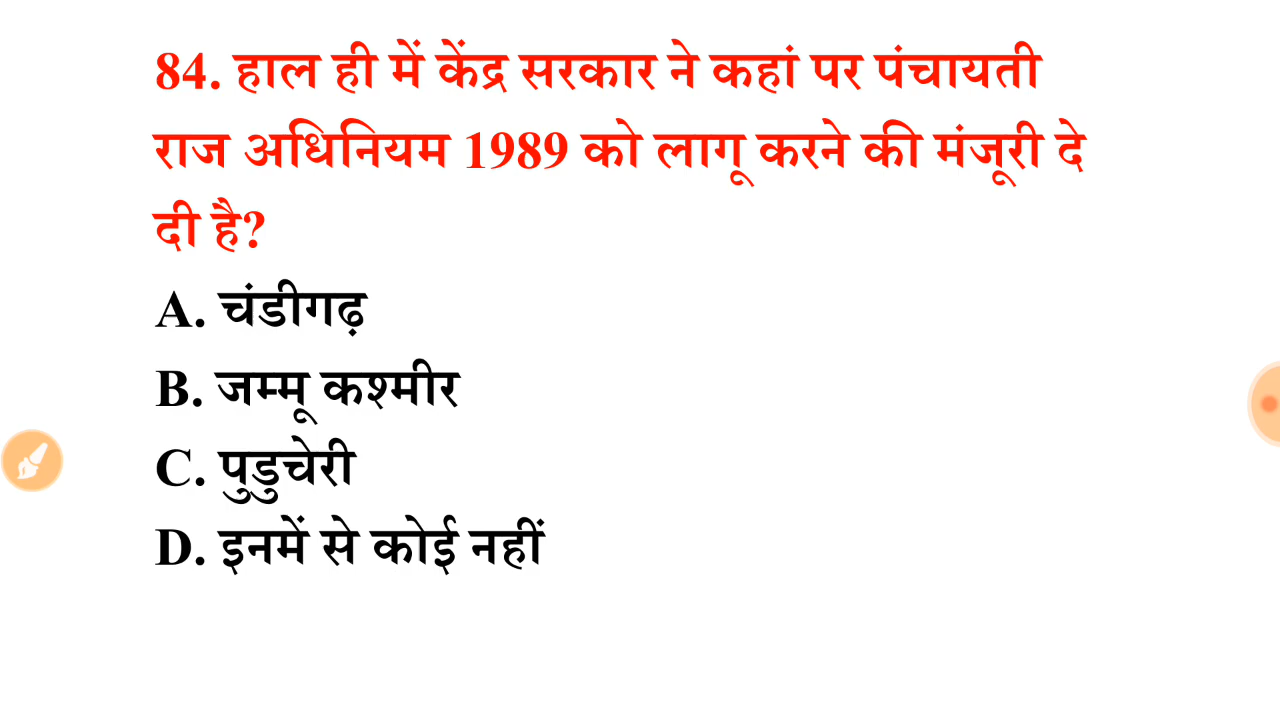 84. हाल ही में केंद्र सरकार ने कहां पर पंचायती
राज अधिनियम 1989 को लागू करने की मंजूरी दे
दी है?
A. चंडीगढ़
B. जम्मू कश्मीर
C. पुडुचेरी
D. इनमें से कोई नहीं